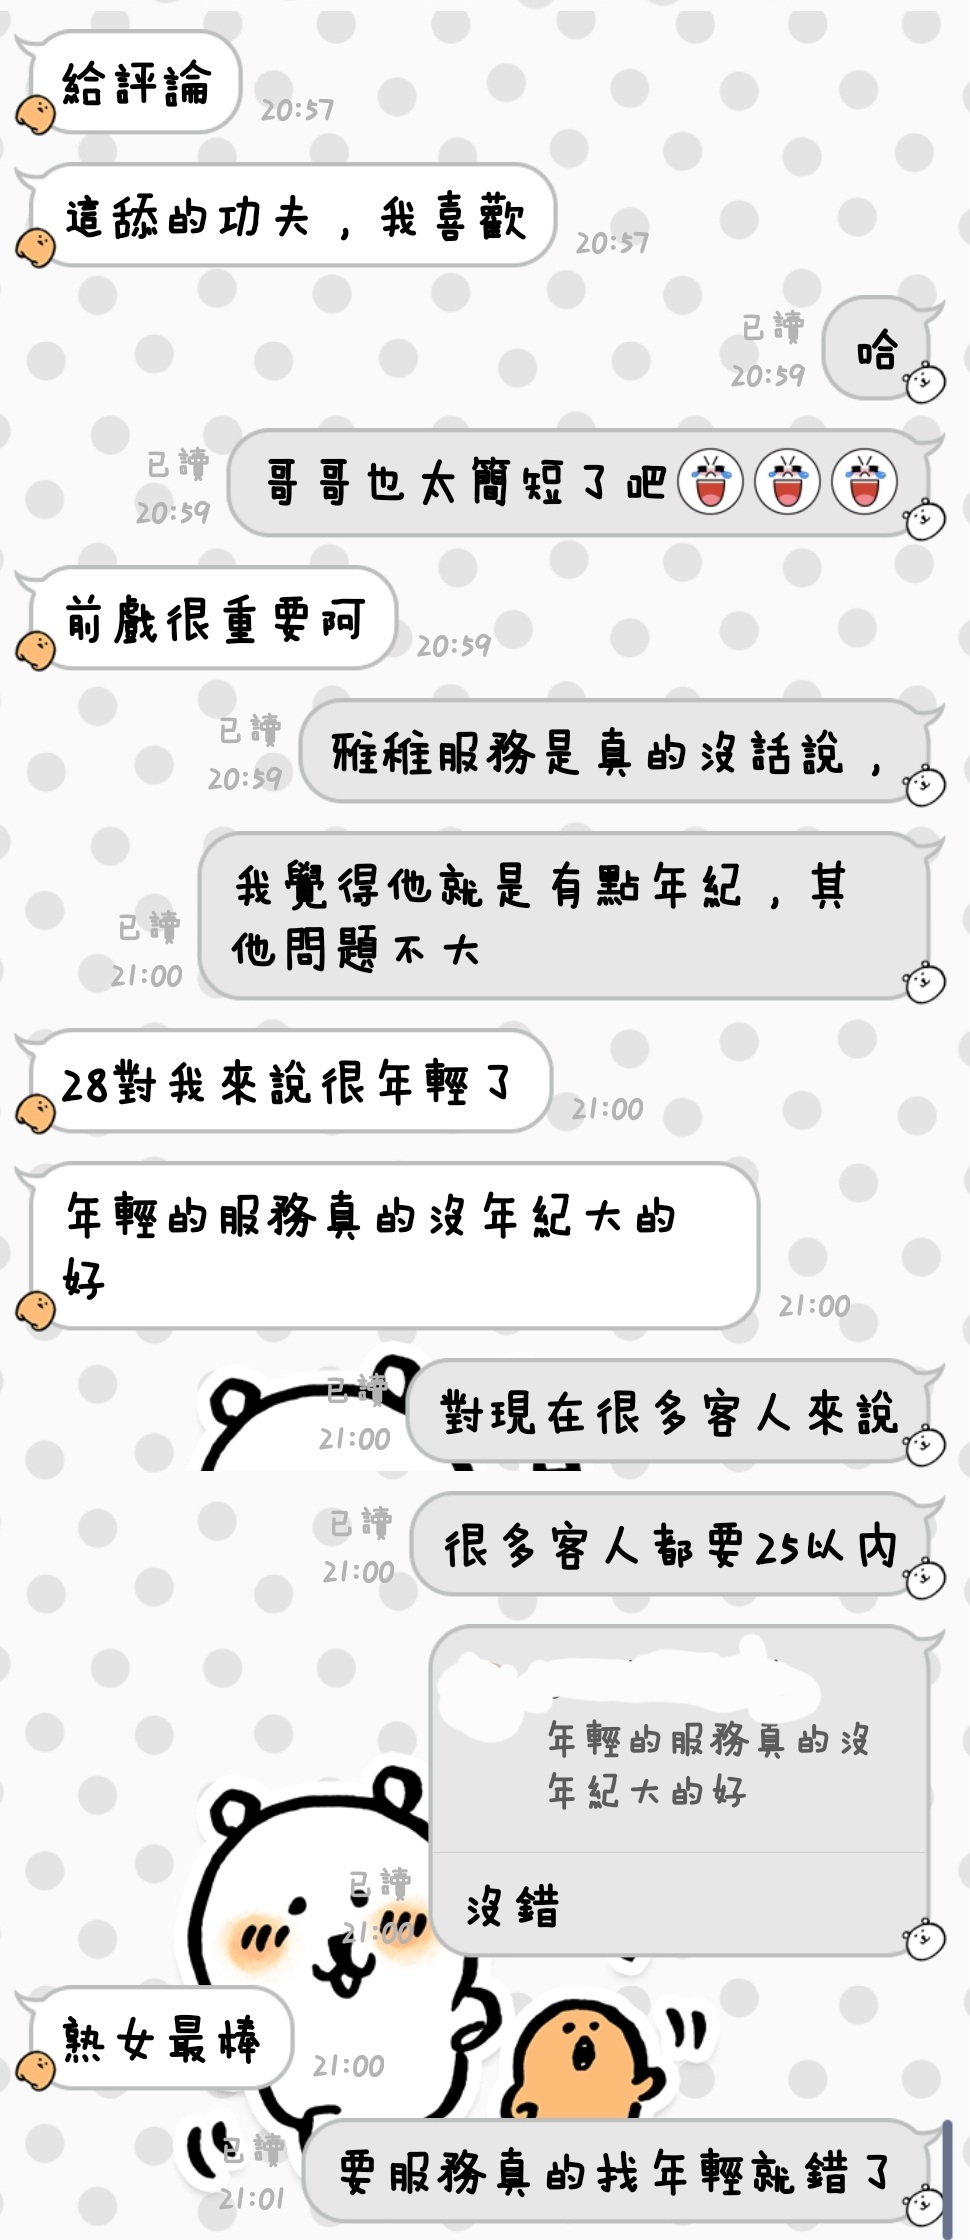 給評論
20:57
這舔的功夫，我喜歡
20:57
已讀
20:59
哈
已讀
20:59
哥哥也太簡短了吧
前戲很重要阿
20:59
已讀
20:59
雅稚服務是真的沒話說，
我覺得他就是有點年紀，其
他問題不大
已讀
21:00
28對我來說很年輕了
21:00
年輕的服務真的沒年紀大的
好
21:00
已讀
21:00
對現在很多客人來說
已讀
21:00
很多客人都要25以內
年輕的服務真的沒
年紀大的好
已讀
21:00
沒錯
熟女最棒
21:00
已讀
21:01
要服務真的找年輕就錯了